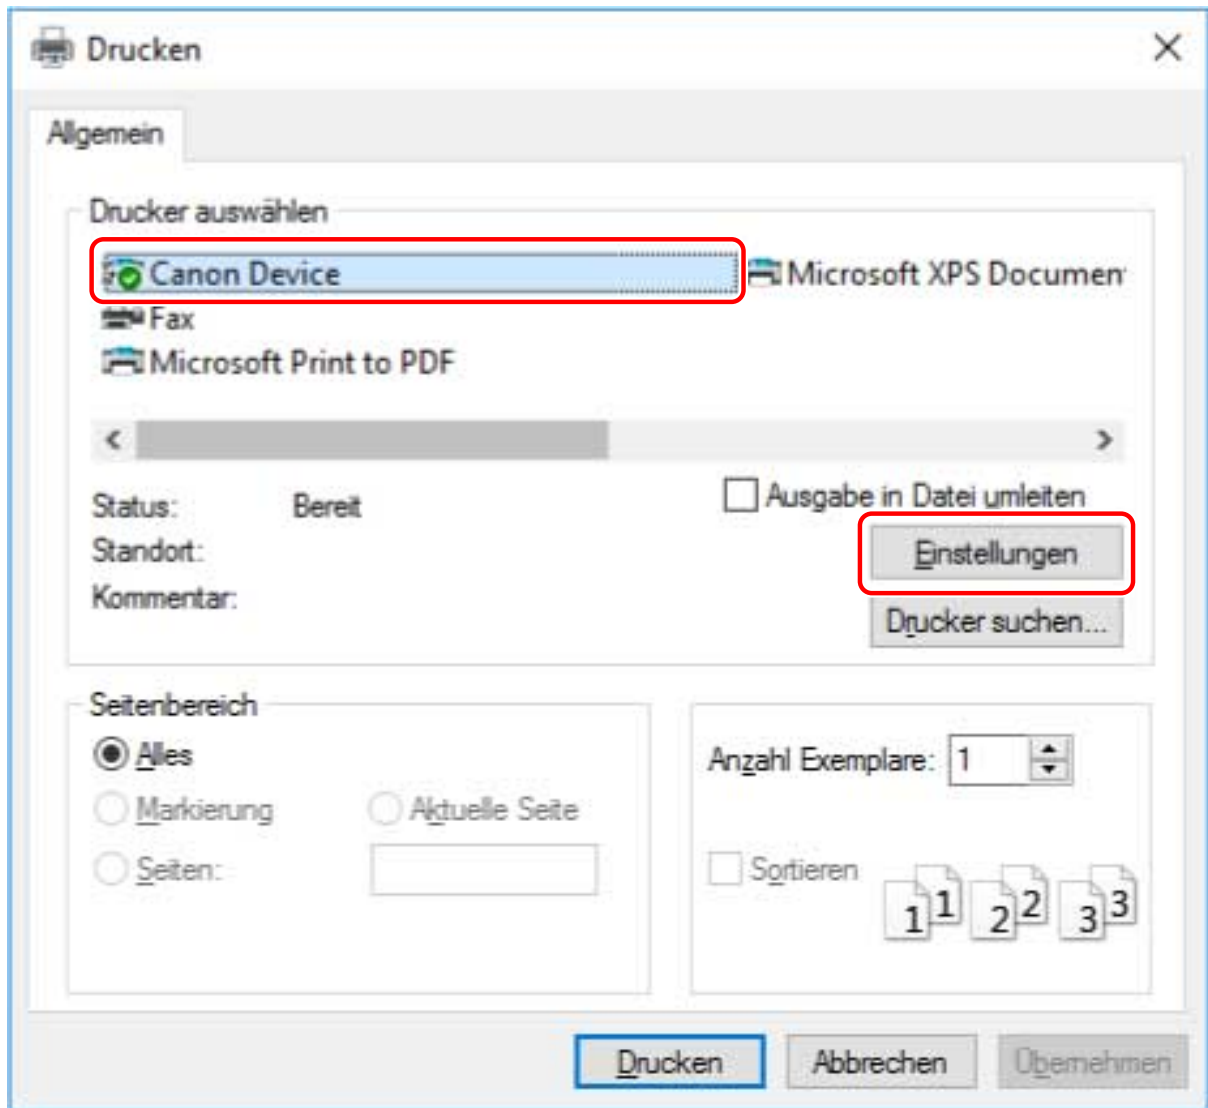 Drucken
Allgemein
Drucker auswählen
Canon Device
Microsoft XPS Documen
Fax
Microsoft Print to PDF
Status: Bereit
Ausgabe in Datei umleiten
Standort:
Einstellungen
Kommentar:
Drucker suchen...
Seitenbereich
Alles
Anzahl Exemplare: 1
Markierung
Aktuelle Seite
Seiten:
Sortieren
1 1 2 2 3 3
Drucken
Abbrechen
Übernehmen